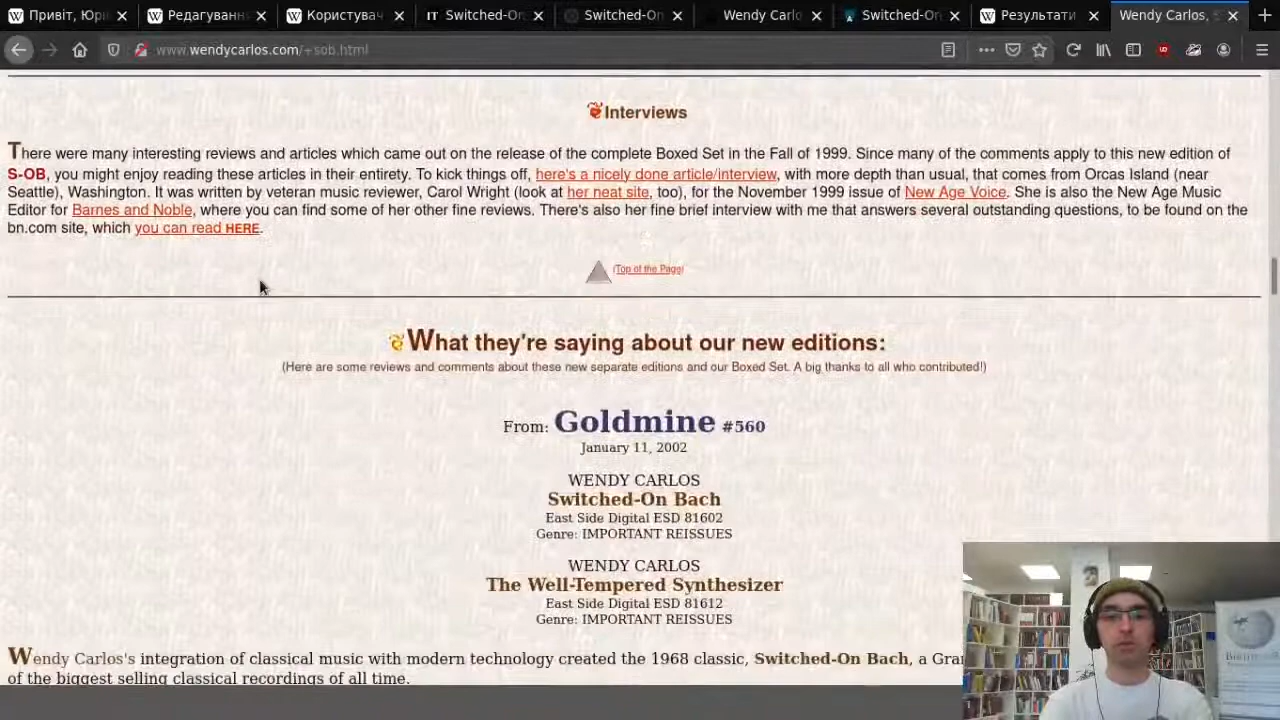 Привіт, Юрі
Редагуванн
Користувач
IT Switched-On
Switched-On
Wendy Carlo
Switched-On
Результати
Wendy Carlos,
www.wendycarlos.com/+sob.html
Interviews
There were many interesting reviews and articles which came out on the release of the complete Boxed Set in the Fall of 1999. Since many of the comments apply to this new edition of
S-OB, you might enjoy reading these articles in their entirety. To kick things off, here's a nicely done article/interview, with more depth than usual, that comes from Orcas Island (near
Seattle), Washington. It was written by veteran music reviewer, Carol Wright (look at her neat site, too), for the November 1999 issue of New Age Voice. She is also the New Age Music
Editor for Barnes and Noble, where you can find some of her other fine reviews. There's also her fine brief interview with me that answers several outstanding questions, to be found on the
bn.com site, which you can read HERE.
(Top of the Page)
What they're saying about our new editions:
(Here are some reviews and comments about these new separate editions and our Boxed Set. A big thanks to all who contributed!)
From: Goldmine #560
January 11, 2002
WENDY CARLOS
Switched-On Bach
East Side Digital ESD 81602
Genre: IMPORTANT REISSUES
WENDY CARLOS
The Well-Tempered Synthesizer
East Side Digital ESD 81612
Genre: IMPORTANT REISSUES
Wendy Carlos's integration of classical music with modern technology created the 1968 classic, Switched-On Bach, a Gra
of the biggest selling classical recordings of all time.